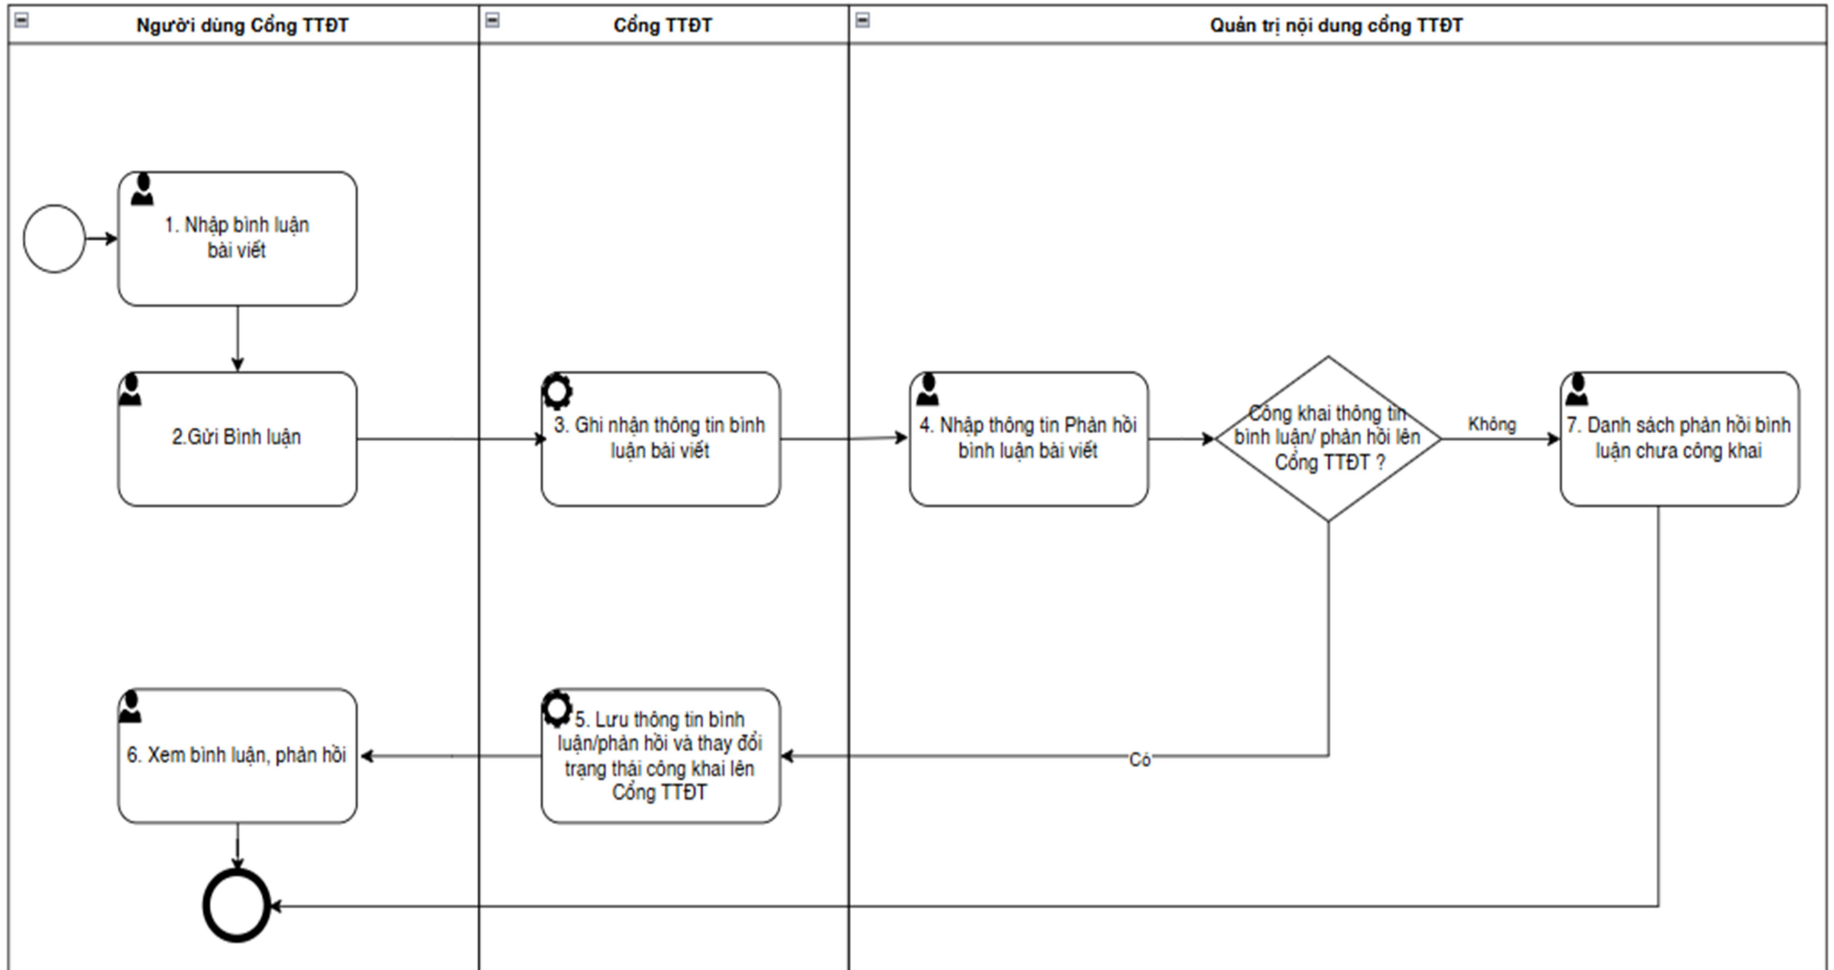 Người dùng Cổng TTĐT
Cổng TTĐT
Quản trị nội dung cổng TTĐT
1. Nhập bình luận
bài viết
2.Gửi Bình luận
3. Ghi nhận thông tin bình
luận bài viết
4. Nhập thông tin Phản hồi
bình luận bài viết
Công khai thông tin
bình luận/ phản hồi lên
Cổng TTĐT ?
Không
7. Danh sách phản hồi bình
luận chưa công khai
6. Xem bình luận, phản hồi
5. Lưu thông tin bình
luận/phản hồi và thay đổi
trạng thái công khai lên
Cổng TTĐT
Có